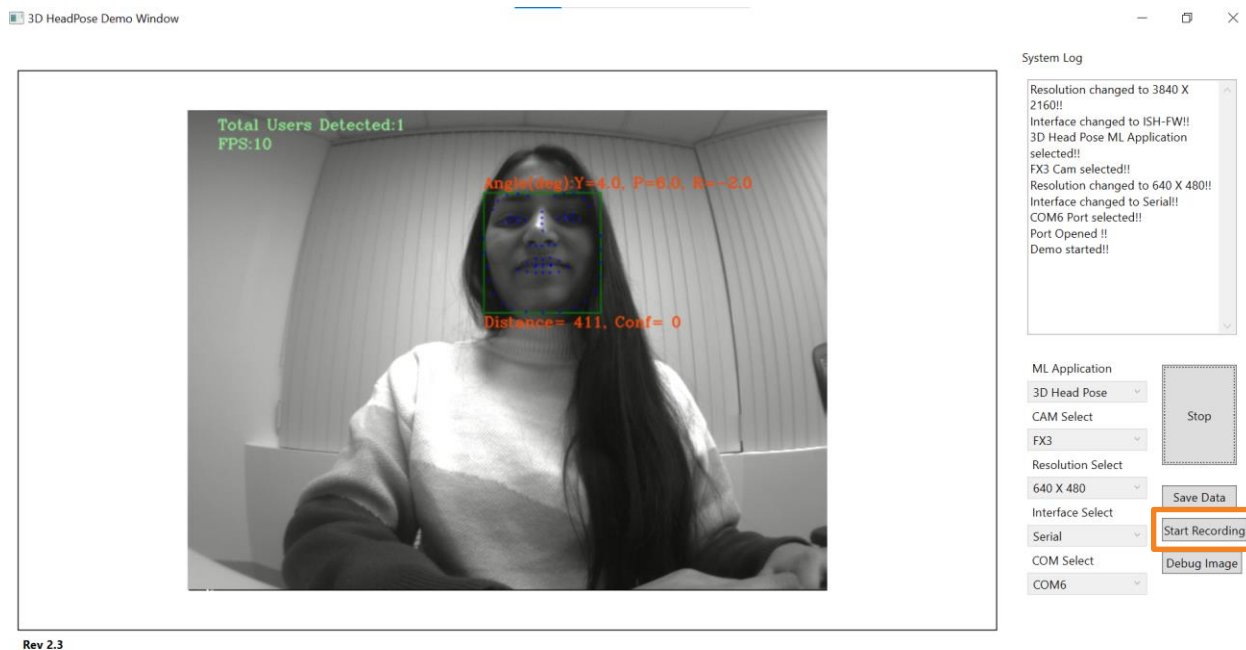 3D HeadPose Demo Window
System Log
Resolution changed to 3840 X
2160!!
Interface changed to ISH-FW!!
3D Head Pose ML Application
selected!!
FX3 Cam selected!!
Resolution changed to 640 X 480!!
Interface changed to Serial!!
COM6 Port selected!!
Port Opened !!
Demo started!!
Total Users Detected:1
FPS:10
Angle(deg):Y=4.0, P=6.0, R=-2.0
Distance= 411, Conf= 0
ML Application
3D Head Pose
CAM Select
FX3
Resolution Select
640 X 480
Interface Select
Serial
COM Select
COM6
Stop
Save Data
Start Recording
Debug Image
Rev 2.3